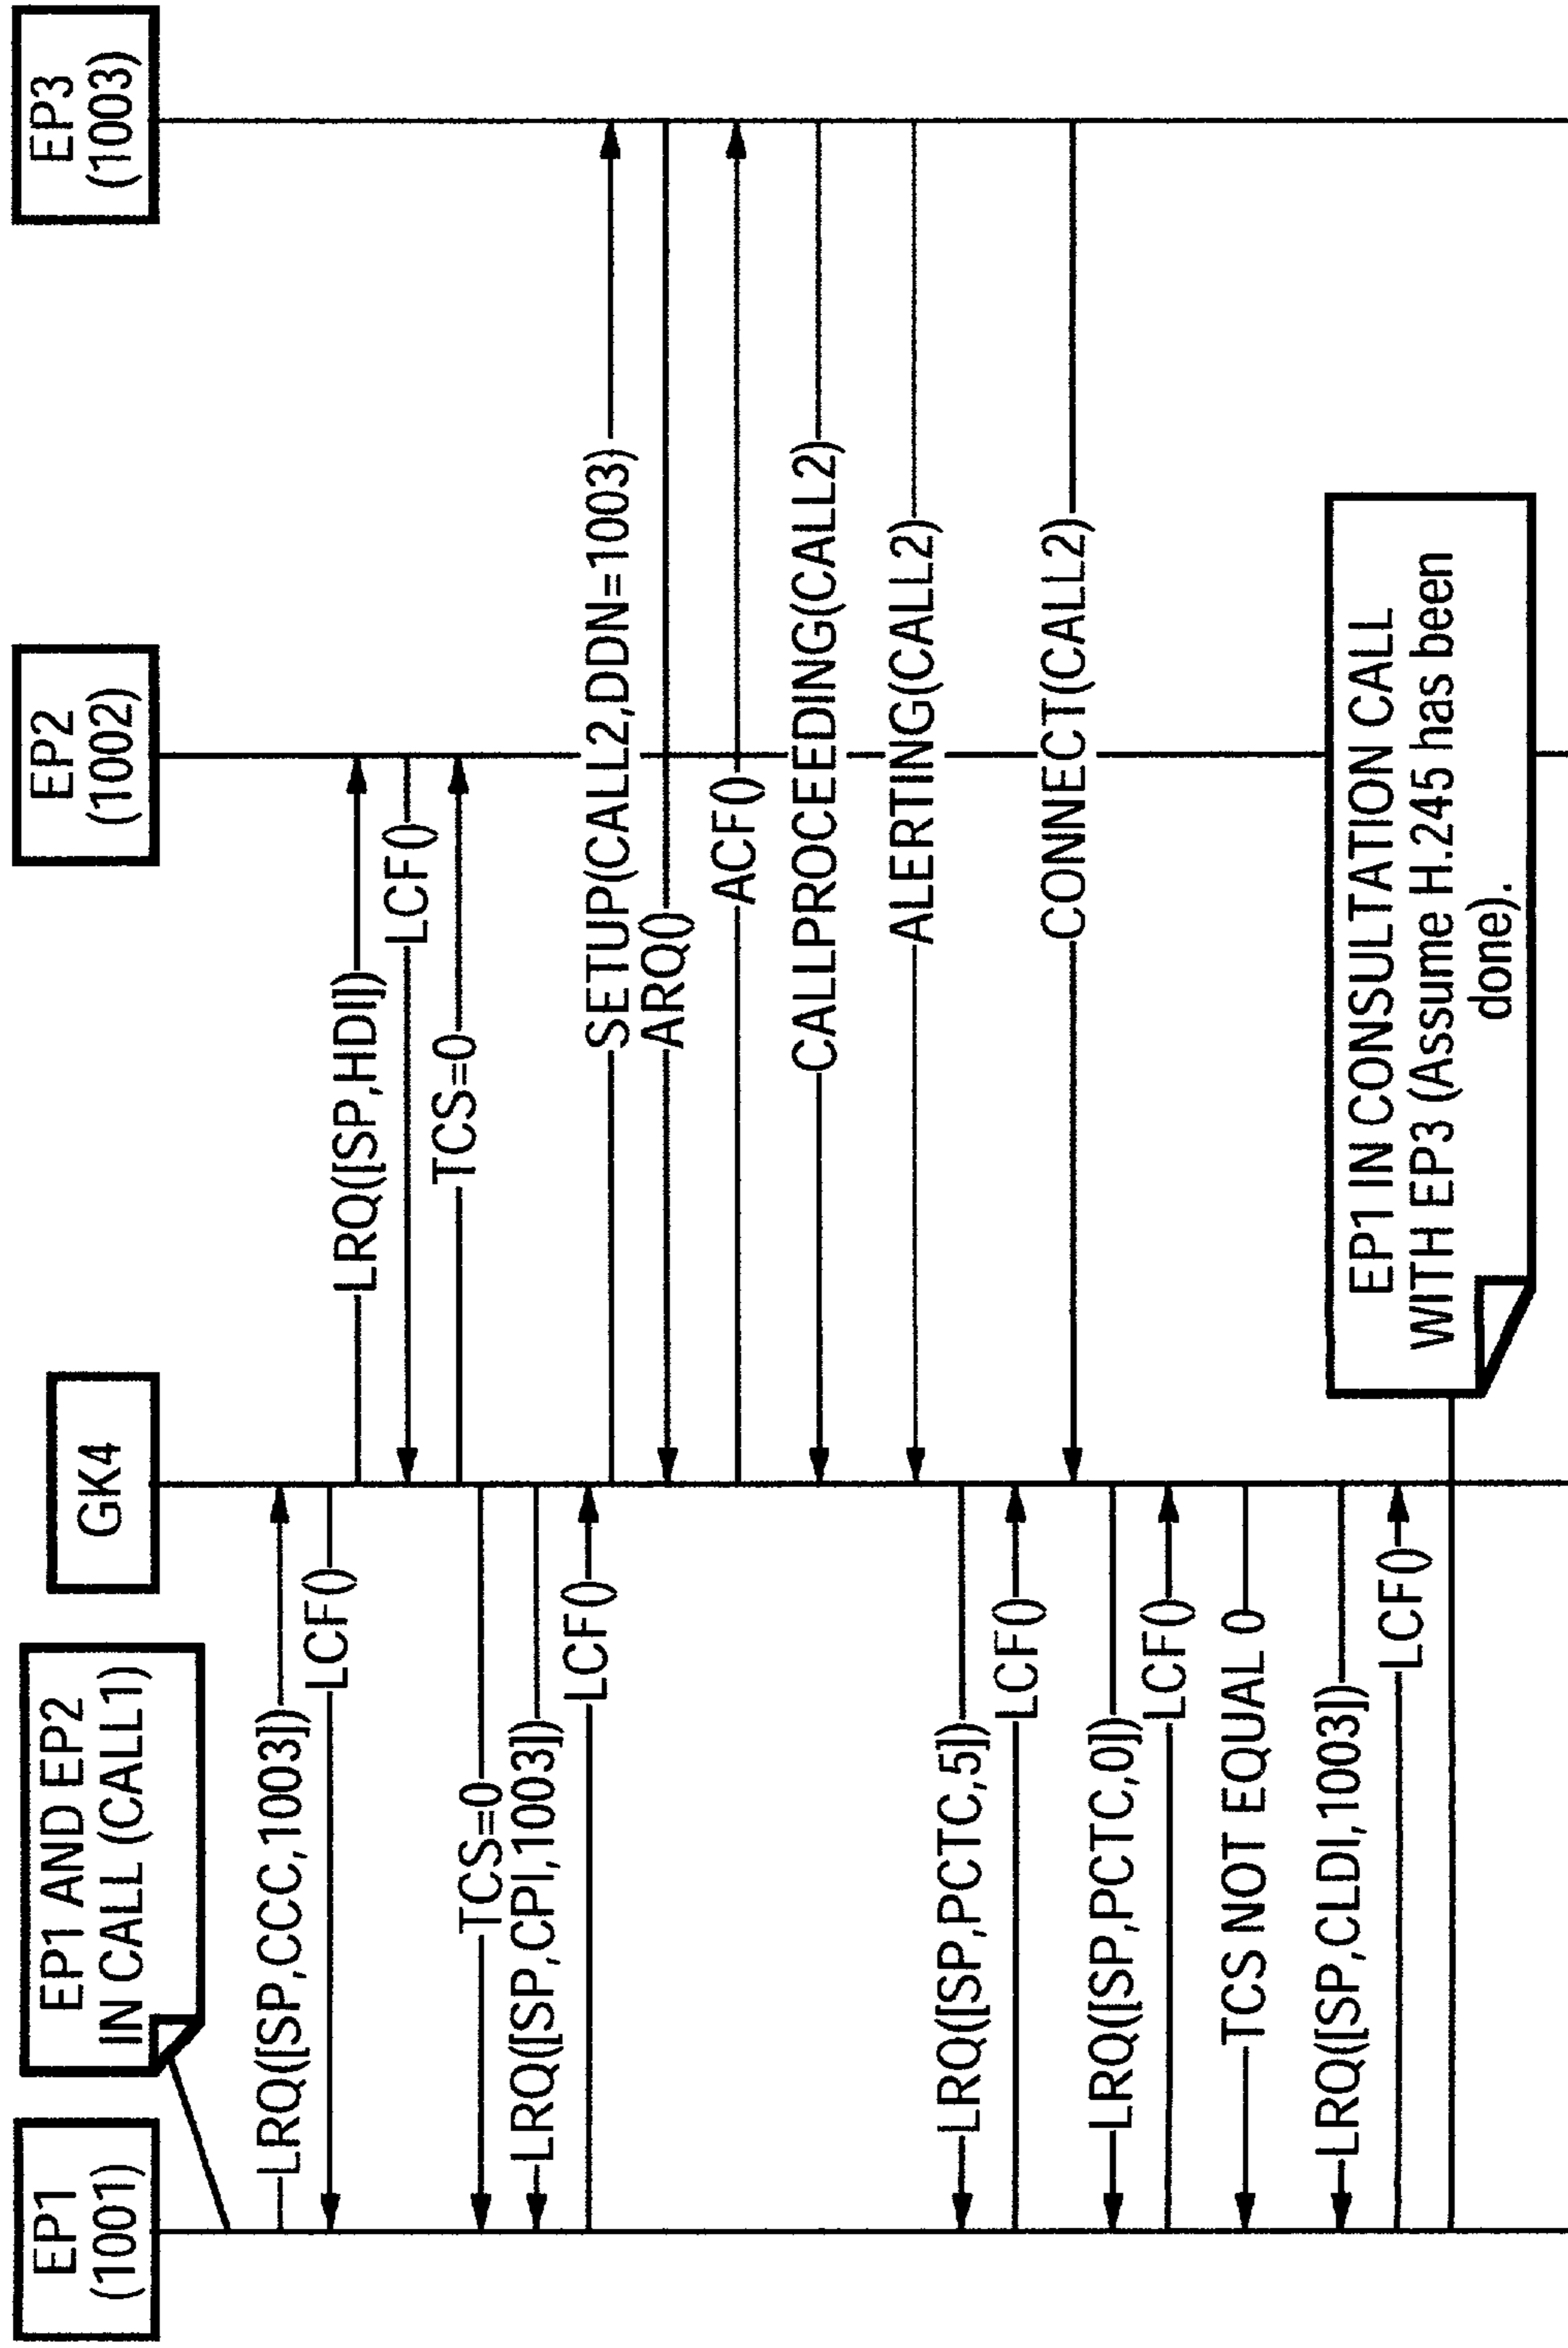 EP1
(1001)
EP1 AND EP2
IN CALL (CALL1)
GK4
EP2
(1002)
EP3
(1003)
LRQ([SP,CCC,1003])
LCF()
LRQ([SP,HDI])
LCF()
TCS=0
TCS=0
LRQ([SP,CPI,1003])
LCF()
SETUP(CALL2,DDN=1003)
ARQ()
ACF()
CALLPROCEEDING(CALL2)
ALERTING(CALL2)
LRQ([SP,PCTC,5])
LCF()
CONNECT(CALL2)
LRQ([SP,PCTC,0])
LCF()
TCS NOT EQUAL 0
LRQ([SP,CLDI,1003])
LCF()
EP1 IN CONSULTATION CALL
WITH EP3 (Assume H.245 has been
done).